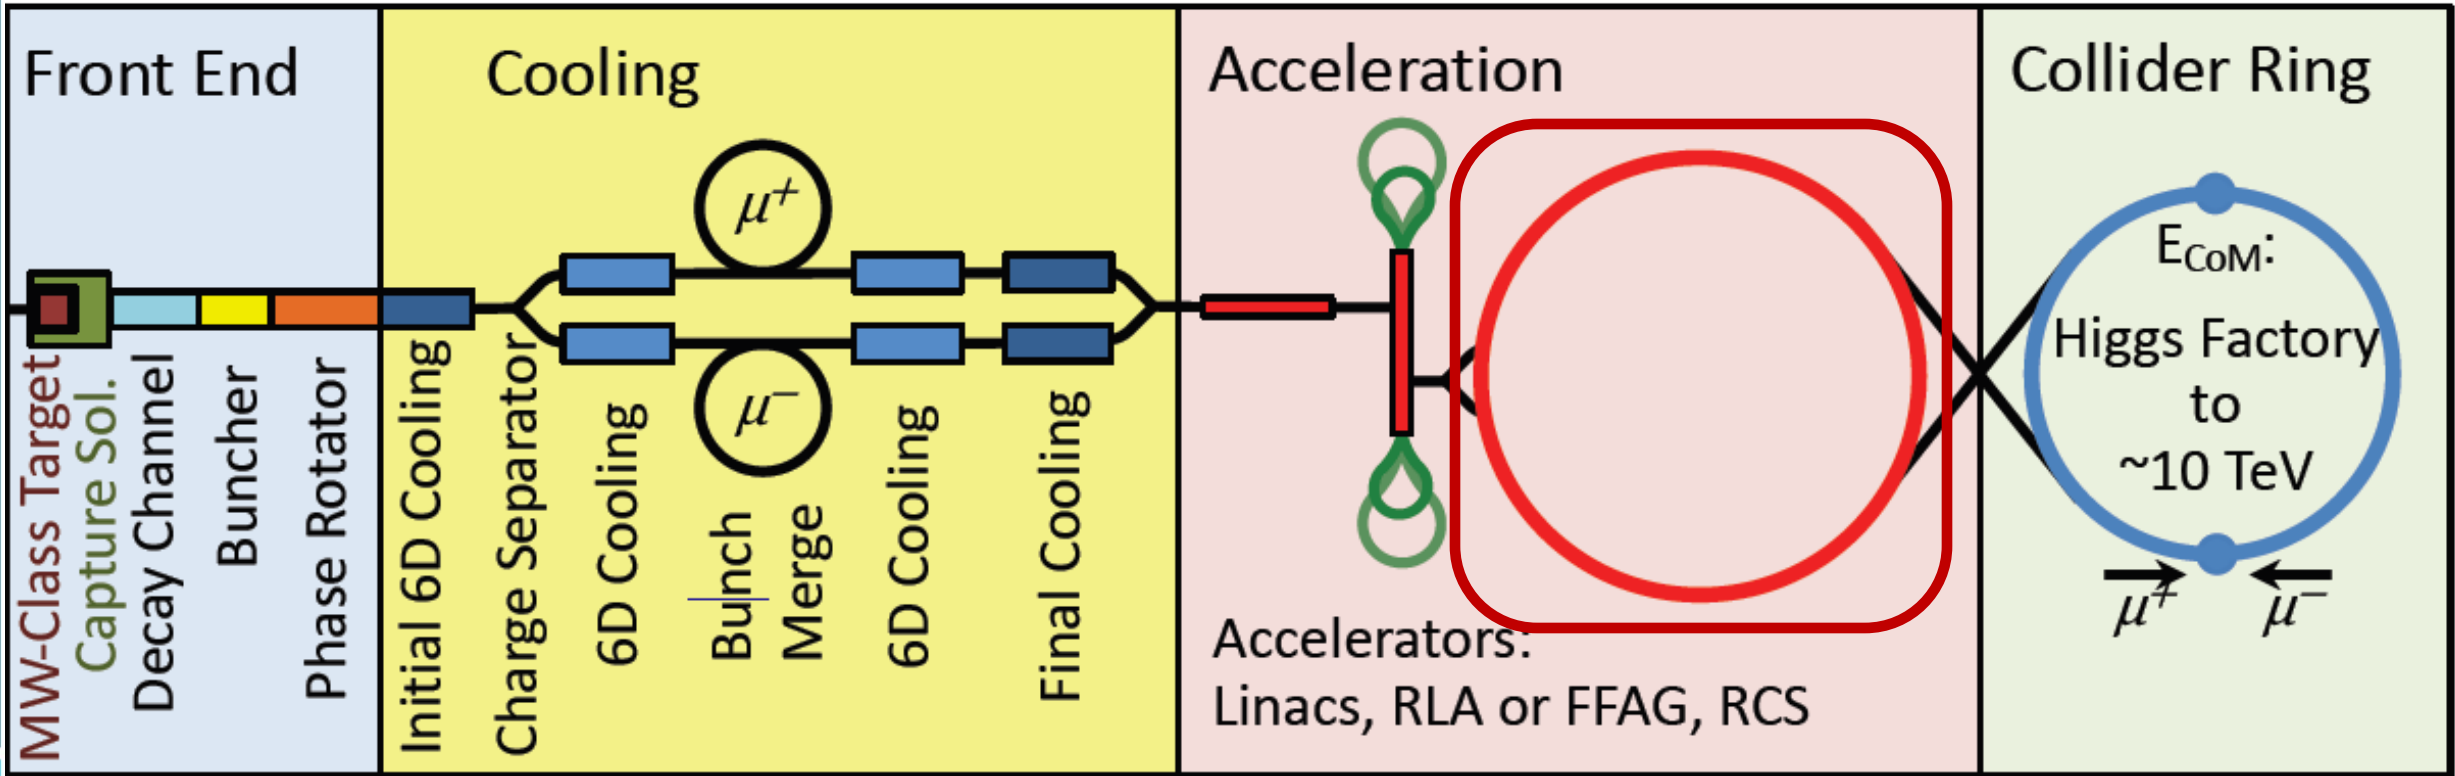 Front End
MW-Class Target
Capture Sol.
Decay Channel
Buncher
Phase Rotator
Cooling
Initial 6D Cooling
Charge Separator
6D Cooling
μ+
μ−
Bunch
Merge
6D Cooling
Final Cooling
Acceleration
Accelerators:
Linacs, RLA or FFAG, RCS
Collider Ring
ECoM:
Higgs Factory
to
~10 TeV
μ+
μ−